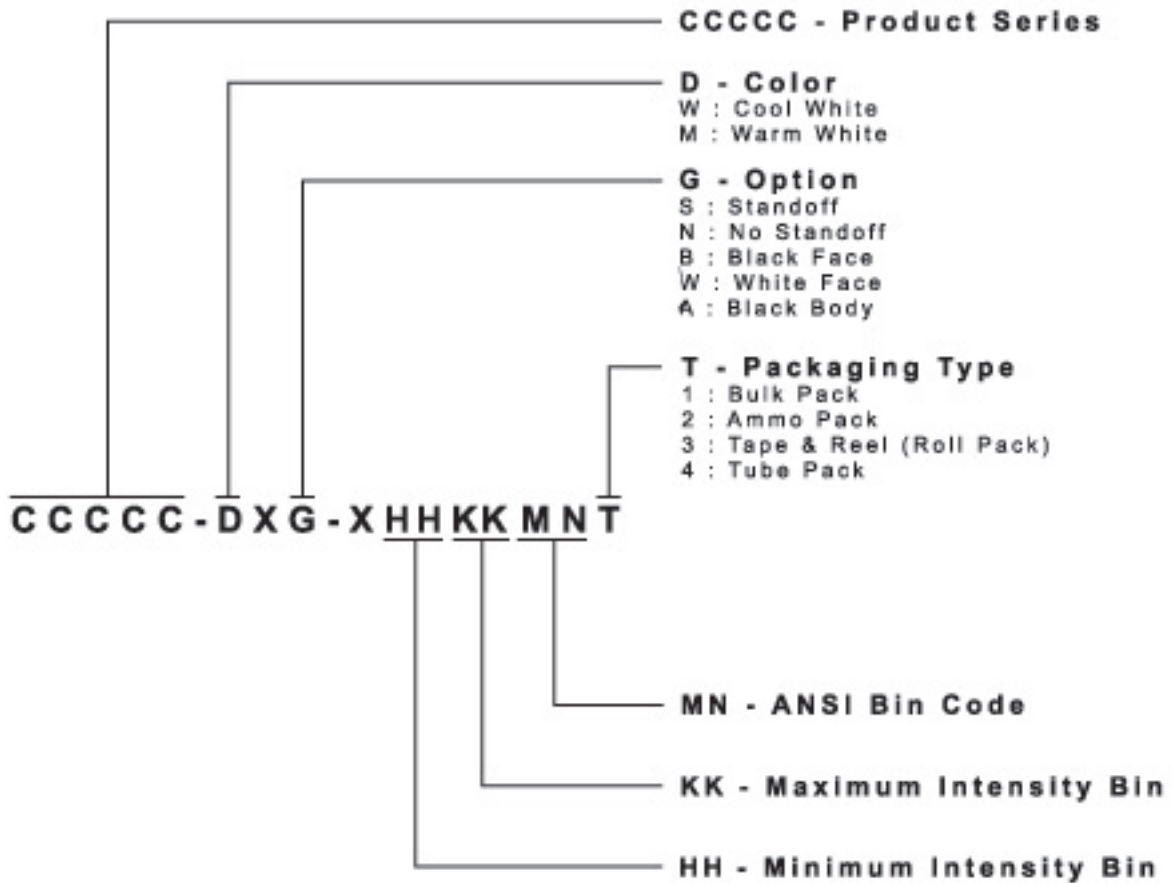 CCCCC - Product Series
D - Color
W : Cool White
M : Warm White
G - Option
S : Standoff
N : No Standoff
B : Black Face
W : White Face
A : Black Body
T - Packaging Type
1 : Bulk Pack
2 : Ammo Pack
3 : Tape & Reel (Roll Pack)
4 : Tube Pack
CCCCC-DXG-XHHKKMNT
MN - ANSI Bin Code
KK - Maximum Intensity Bin
HH - Minimum Intensity Bin